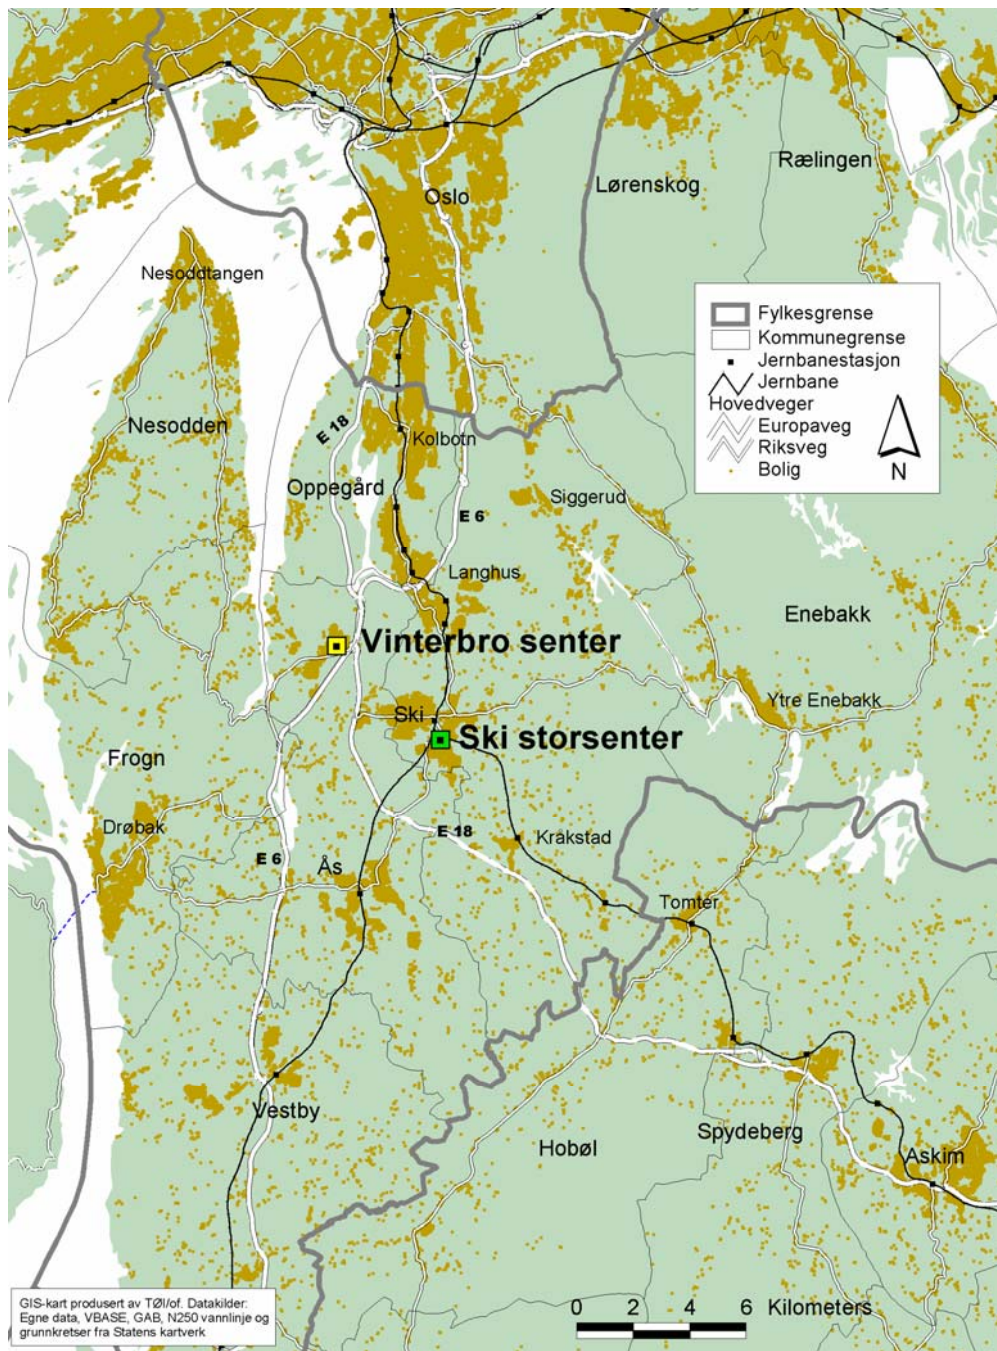 Rælingen
Lørenskog
Oslo
Nesoddtangen
Fylkesgrense
Kommunegrense
Jernbanestasjon
Jernbane
Hovedveger
Europaveg
Riksveg
Bolig
N
Nesodden
E 18
Kolbotn
Oppegård
Siggerud
E 6
Langhus
Enebakk
Vinterbro senter
Ytre Enebakk
Ski
Ski storsenter
Frogn
Drøbak
E 18
Krakstad
E 6
Ås
Tomter
Vestby
Spydeberg
Hobøl
Askim
GIS-kart produsert av TØI/of. Datakilder:
Egne data, VBASE, GAB, N250 vannlinje og
grunnkretser fra Statens kartverk
0 2 4 6 Kilometers